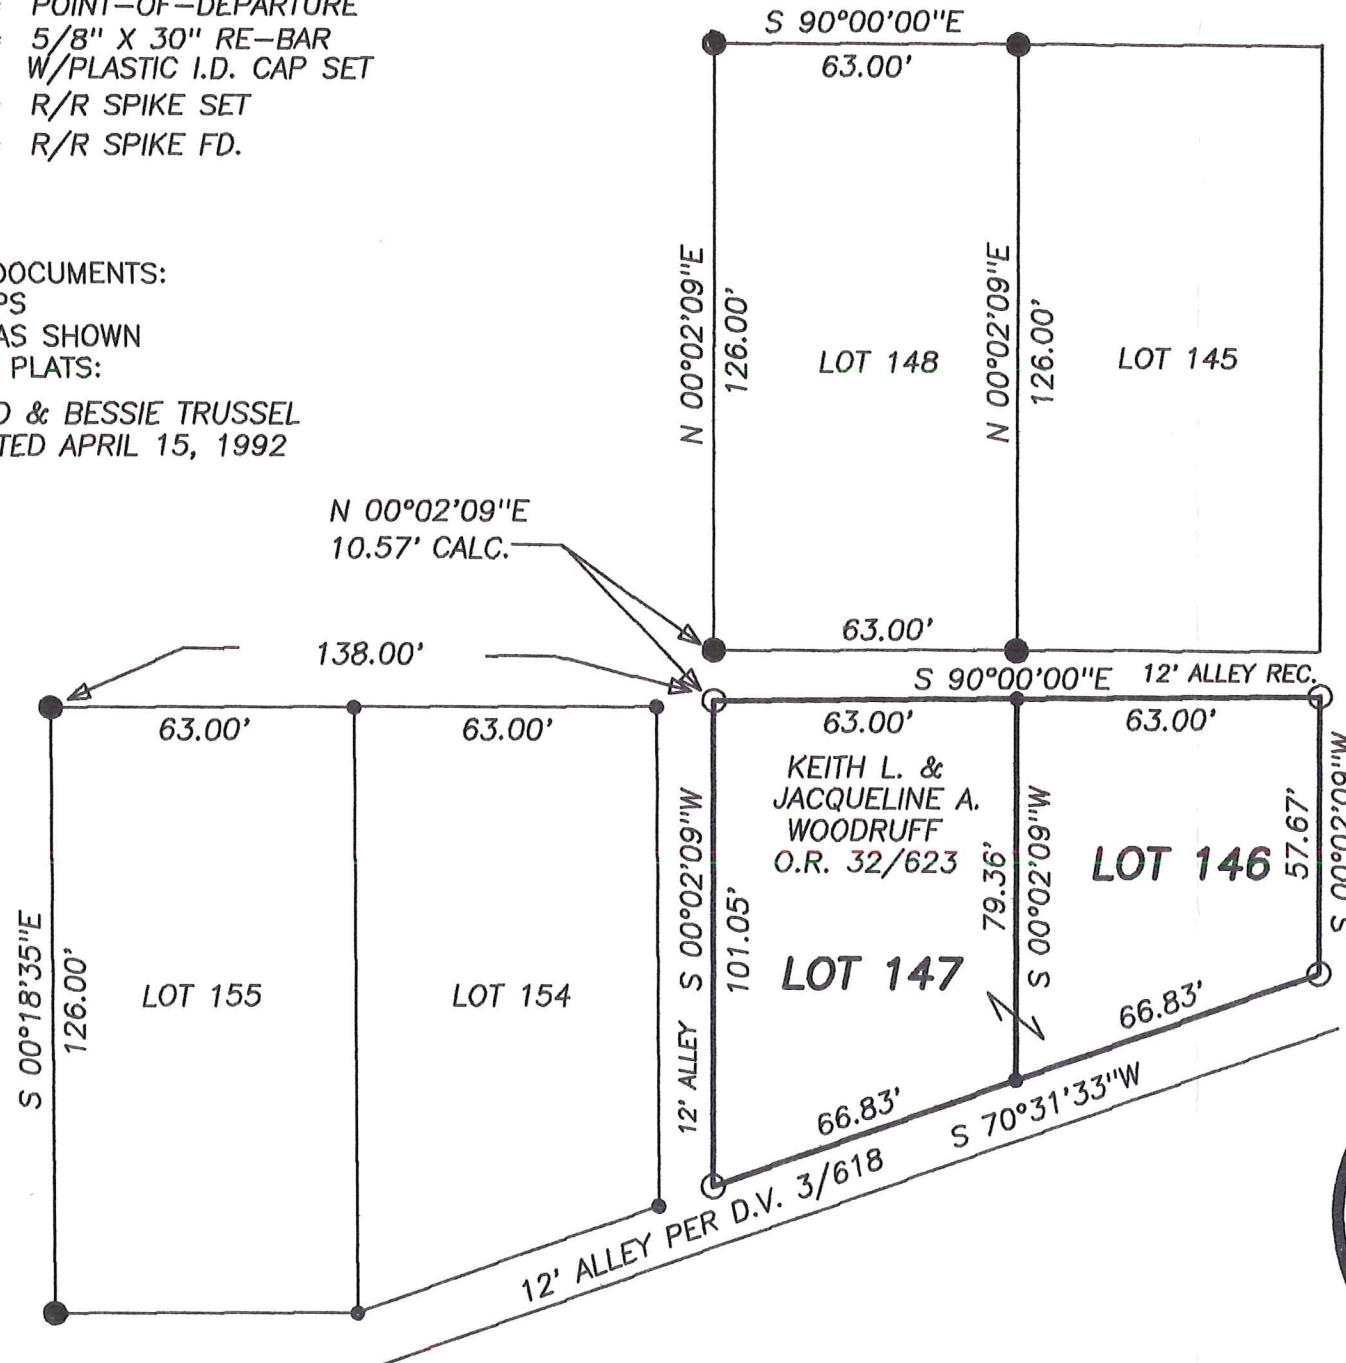 POINT-OF-DEPARTURE
5/8" X 30" RE-BAR
W/PLASTIC I.D. CAP SET
R/R SPIKE SET
R/R SPIKE FD.
DOCUMENTS:
AS SHOWN
PLATS:
& BESSIE TRUSSEL
APRIL 15, 1992
S 90°00'00"E
63.00'
N 00°02'09"E
126.00'
LOT 148
N 00°02'09"E
126.00'
LOT 145
N 00°02'09"E
10.57' CALC.
63.00'
138.00'
S 90°00'00"E
12' ALLEY REC.
63.00'
63.00'
63.00'
63.00'
KEITH L. &
JACQUELINE A.
WOODRUFF
O.R. 32/623
S 00°18'35"E
126.00'
LOT 155
LOT 154
12' ALLEY
S 00°02'09"W
101.05'
LOT 147
79.36'
S 00°02'09"W
LOT 146
57.67'
S 00°02'09"W
66.83'
66.83'
S 70°31'33"W
12' ALLEY PER D.V. 3/618